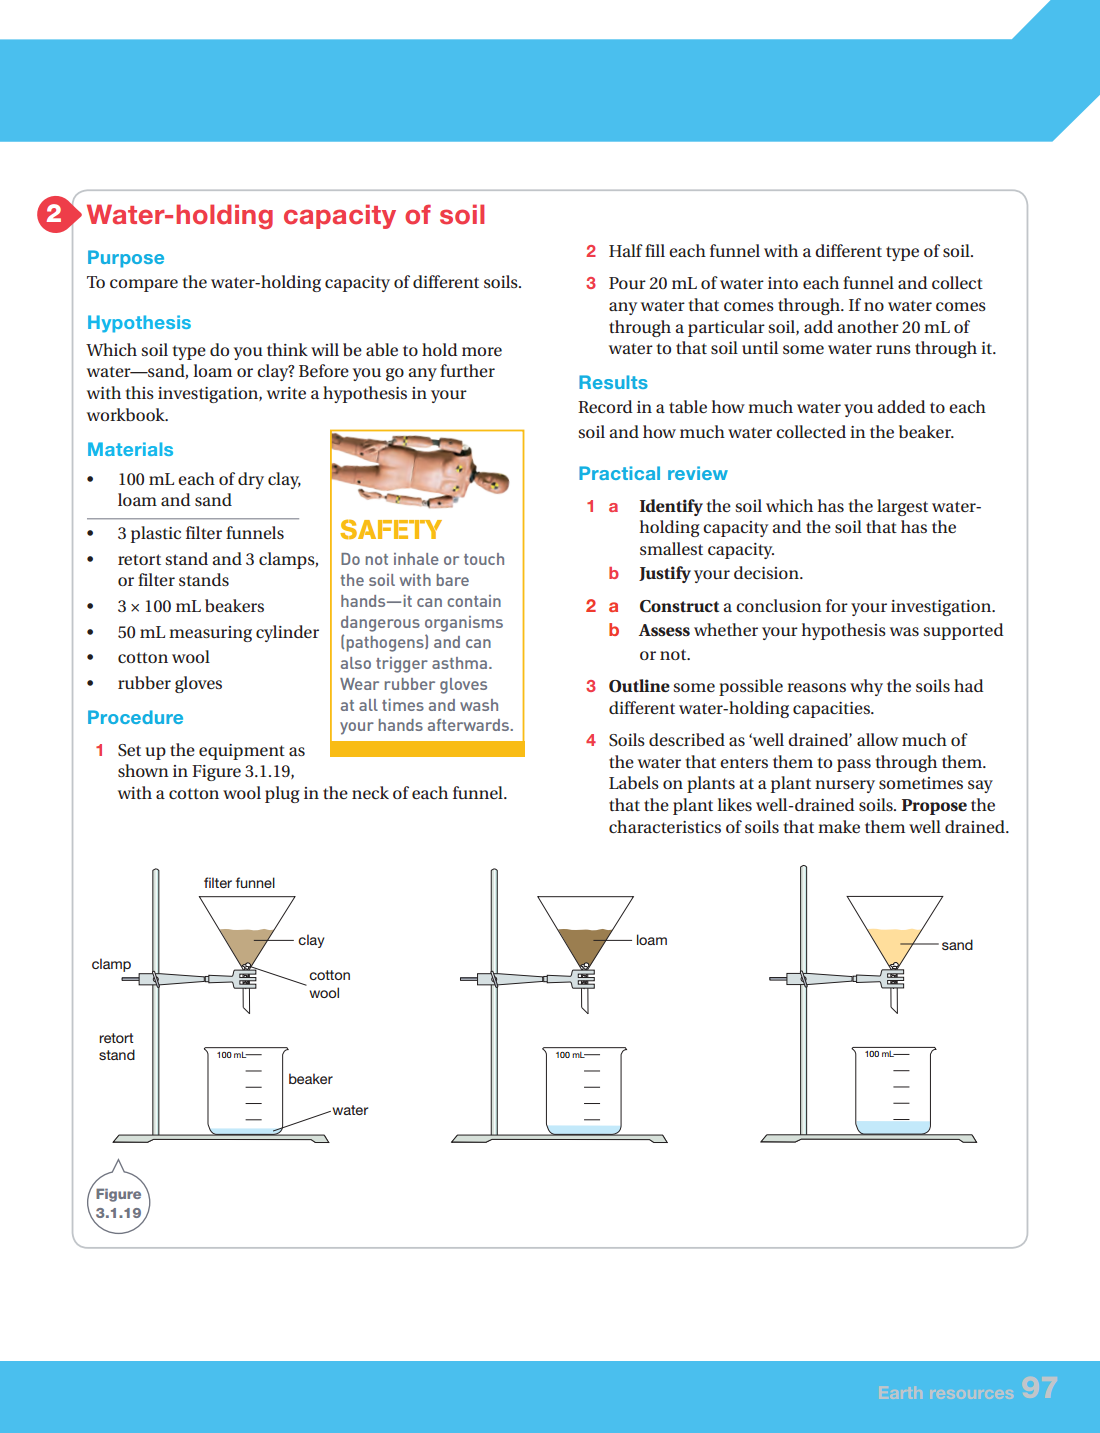 2 Water-holding capacity of soil
Purpose
To compare the water-holding capacity of different soils.
Hypothesis
Which soil type do you think will be able to hold more
water—sand, loam or clay? Before you go any further
with this investigation, write a hypothesis in your
workbook.
Materials
• 100 mL each of dry clay,
loam and sand
• 3 plastic filter funnels
• retort stand and 3 clamps,
or filter stands
• 3 × 100 mL beakers
• 50 mL measuring cylinder
• cotton wool
• rubber gloves
SAFETY
Do not inhale or touch
the soil with bare
hands—it can contain
dangerous organisms
(pathogens) and can
also trigger asthma.
Wear rubber gloves
at all times and wash
your hands afterwards.
Procedure
1 Set up the equipment as
shown in Figure 3.1.19,
with a cotton wool plug in the neck of each funnel.
2 Half fill each funnel with a different type of soil.
3 Pour 20 mL of water into each funnel and collect
any water that comes through. If no water comes
through a particular soil, add another 20 mL of
water to that soil until some water runs through it.
Results
Record in a table how much water you added to each
soil and how much water collected in the beaker.
Practical review
1 a Identify the soil which has the largest water-
holding capacity and the soil that has the
smallest capacity.
b Justify your decision.
2 a Construct a conclusion for your investigation.
b Assess whether your hypothesis was supported
or not.
3 Outline some possible reasons why the soils had
different water-holding capacities.
4 Soils described as ‘well drained’ allow much of
the water that enters them to pass through them.
Labels on plants at a plant nursery sometimes say
that the plant likes well-drained soils. Propose the
characteristics of soils that make them well drained.
filter funnel
clay
clamp
cotton
wool
retort
stand
100 mL
beaker
water
loam
100 mL
sand
100 mL
Figure
3.1.19
Earth resources 97